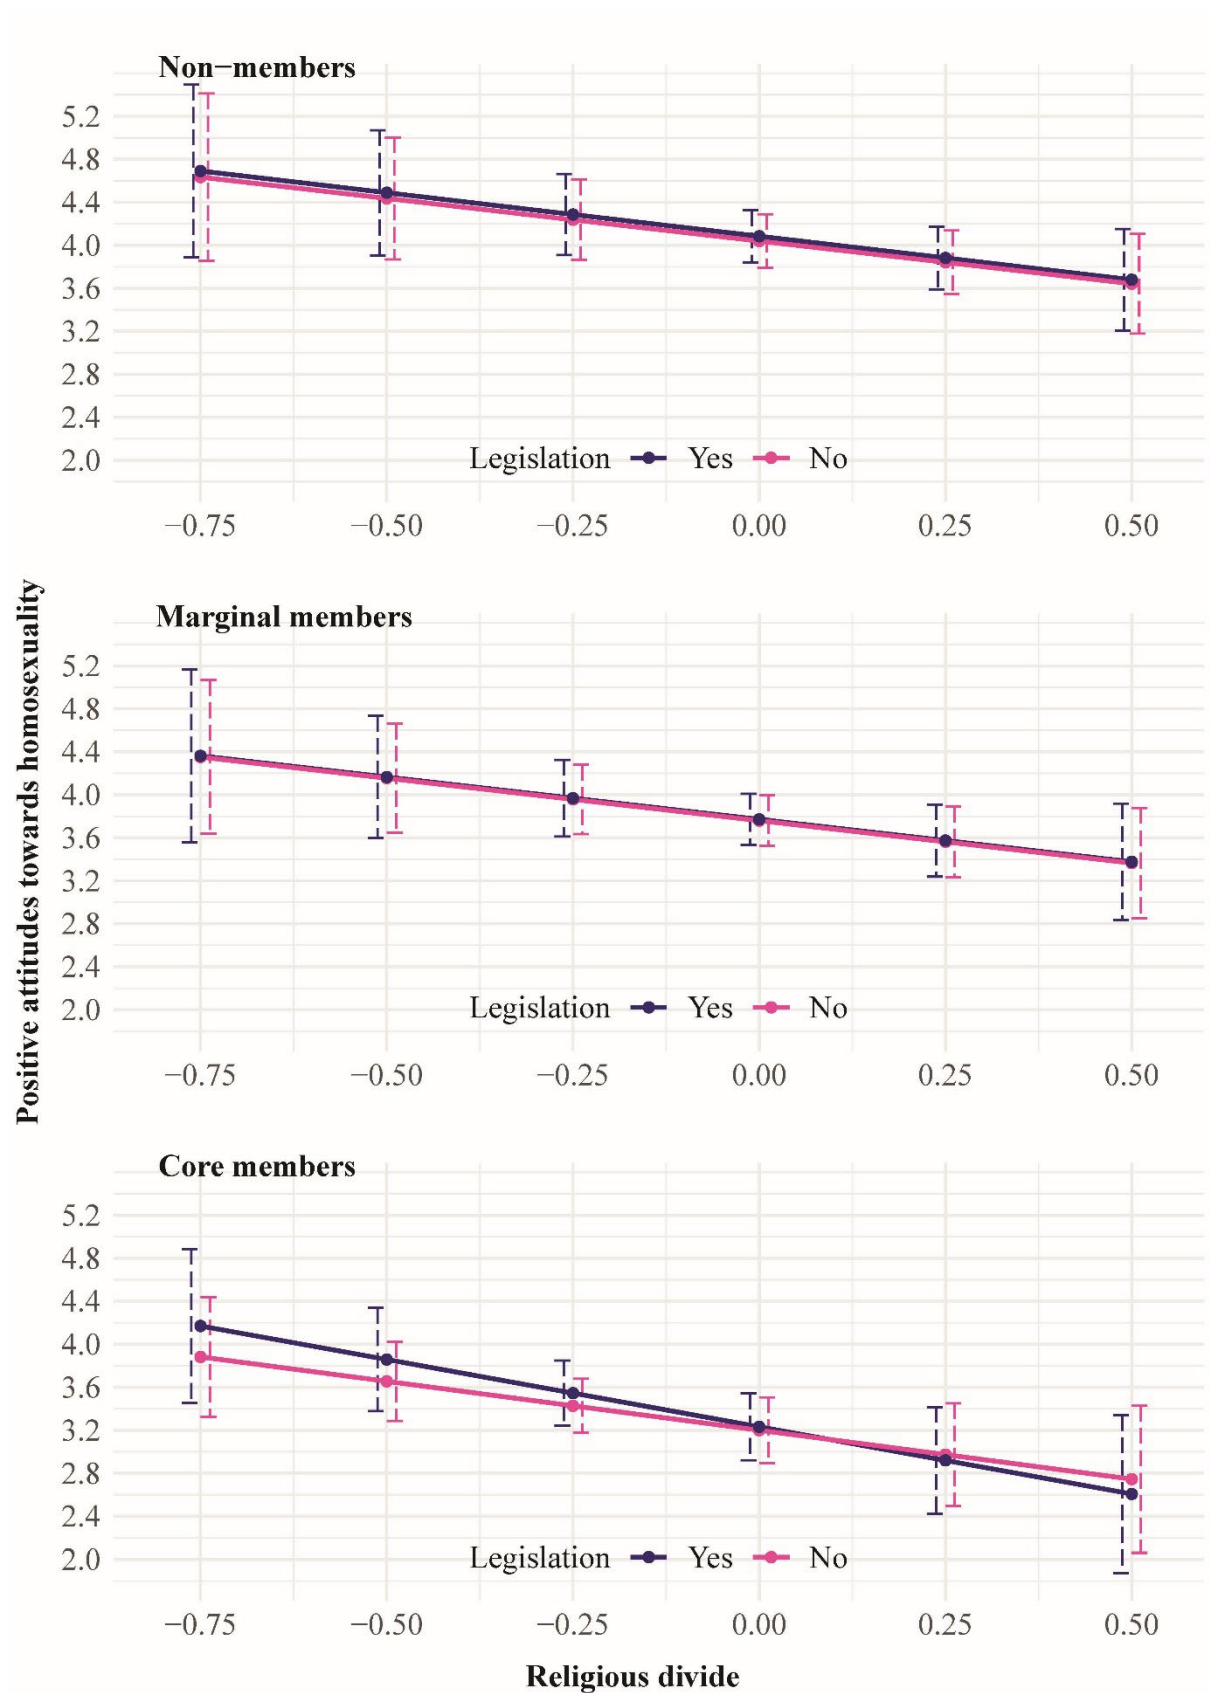 Non−members
5.2
4.8
4.4
4.0
3.6
3.2
2.8
2.4
2.0
Legislation Yes No
−0.75 −0.50 −0.25 0.00 0.25 0.50
Positive attitudes towards homosexuality
Marginal members
5.2
4.8
4.4
4.0
3.6
3.2
2.8
2.4
2.0
Legislation Yes No
−0.75 −0.50 −0.25 0.00 0.25 0.50
Core members
5.2
4.8
4.4
4.0
3.6
3.2
2.8
2.4
2.0
Legislation Yes No
−0.75 −0.50 −0.25 0.00 0.25 0.50
Religious divide